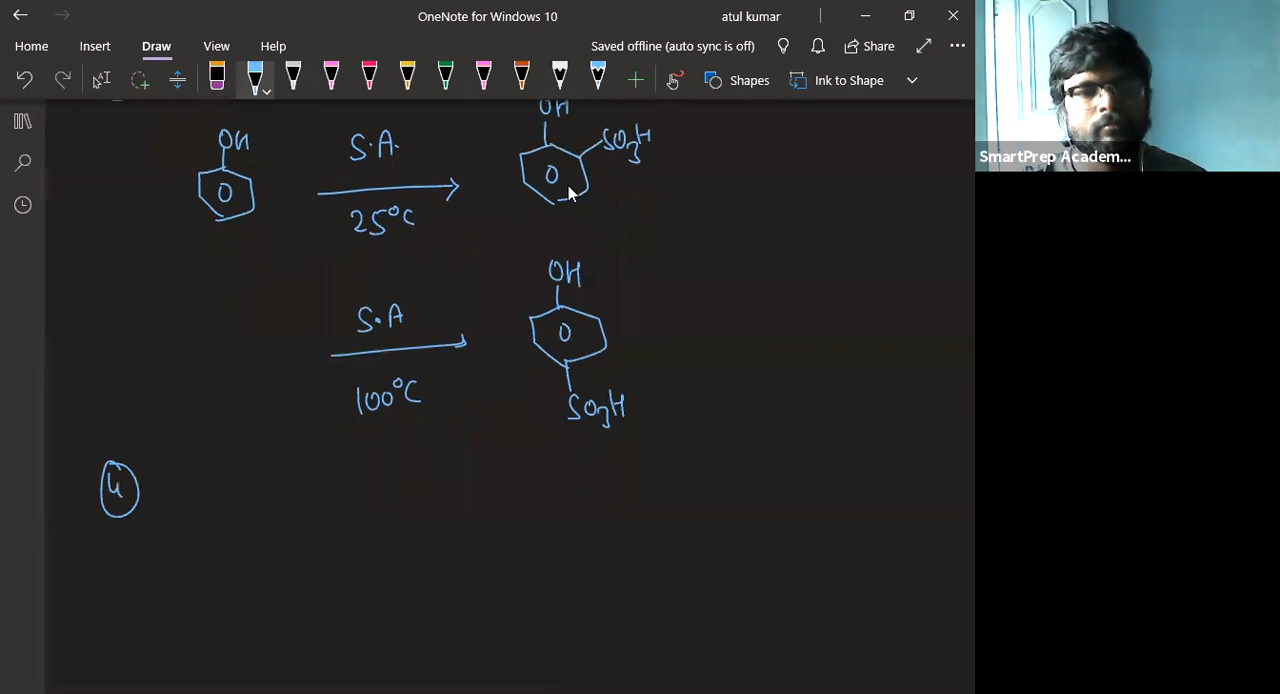 OneNote for Windows 10
atul kumar
Home Insert Draw View Help
Saved offline (auto sync is off)
Share
Shapes
Ink to Shape
SmartPrep Academ...
OH
S.A.
25°C
OH
SO3H
S.A
100°C
OH
SO3H
4